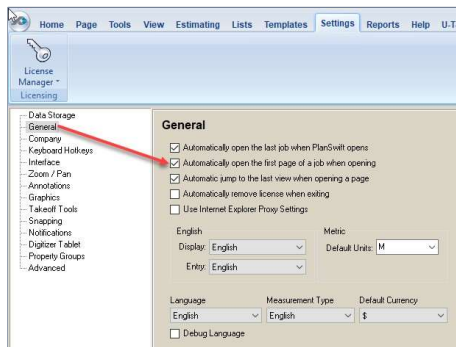 Home Page Tools View Estimating Lists Templates Settings Reports Help U-T
License
Manager
Licensing
Data Storage
General
Company
Keyboard Hotkeys
Interface
Zoom / Pan
Annotations
Graphics
Takeoff Tools
Snapping
Notifications
Digitizer Tablet
Property Groups
Advanced
General
Automatically open the last job when PlanSwift opens
Automatically open the first page of a job when opening
Automatic jump to the last view when opening a page
Automatically remove license when exiting
Use Internet Explorer Proxy Settings
English Metric
Display: English Default Units: M
Entry: English
Language Measurement Type Default Currency
English English $
Debug Language